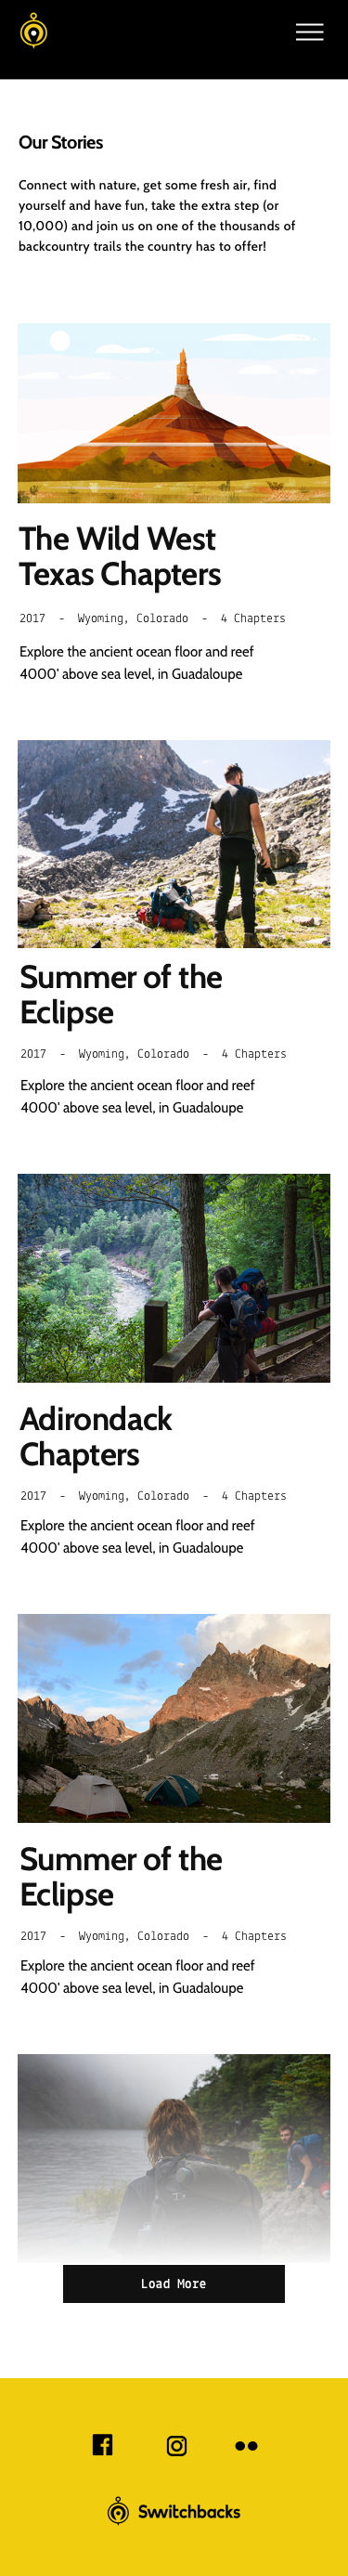 Our Stories
Connect with nature, get some fresh air, find
yourself and have fun, take the extra step (or
10,000) and join us on one of the thousands of
backcountry trails the country has to offer!
The Wild West
Texas Chapters
2017 - Wyoming, Colorado - 4 Chapters
Explore the ancient ocean floor and reef
4000' above sea level, in Guadaloupe
Summer of the
Eclipse
2017 - Wyoming, Colorado - 4 Chapters
Explore the ancient ocean floor and reef
4000' above sea level, in Guadaloupe
Adirondack
Chapters
2017 - Wyoming, Colorado - 4 Chapters
Explore the ancient ocean floor and reef
4000' above sea level, in Guadaloupe
Summer of the
Eclipse
2017 - Wyoming, Colorado - 4 Chapters
Explore the ancient ocean floor and reef
4000' above sea level, in Guadaloupe
Load More
Switchbacks